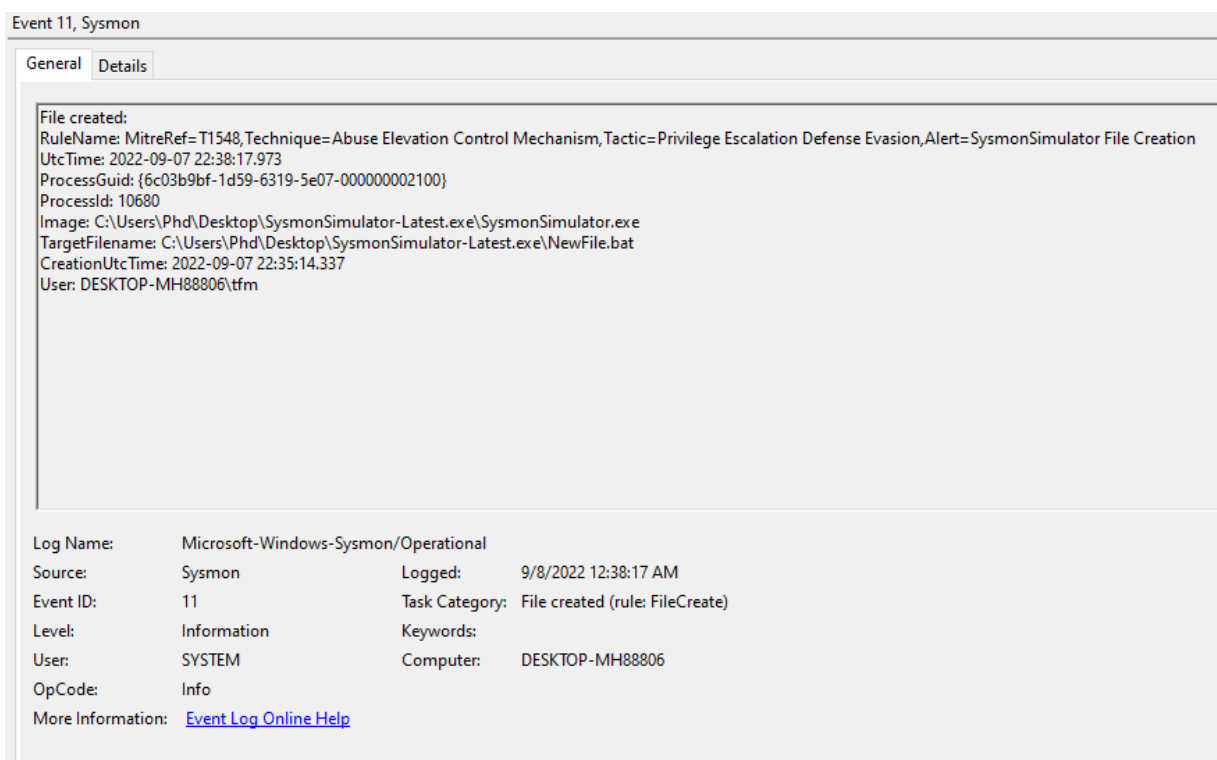 Event 11, Sysmon
General Details
File created:
RuleName: MitreRef=T1548,Technique=Abuse Elevation Control Mechanism,Tactic=Privilege Escalation Defense Evasion,Alert=SysmonSimulator File Creation
UtcTime: 2022-09-07 22:38:17.973
ProcessGuid: {6c03b9bf-1d59-6319-5e07-000000002100}
ProcessId: 10680
Image: C:\Users\Phd\Desktop\SysmonSimulator-Latest.exe\SysmonSimulator.exe
TargetFilename: C:\Users\Phd\Desktop\SysmonSimulator-Latest.exe\NewFile.bat
CreationUtcTime: 2022-09-07 22:35:14.337
User: DESKTOP-MH88806\tfm
Log Name: Microsoft-Windows-Sysmon/Operational
Source: Sysmon Logged: 9/8/2022 12:38:17 AM
Event ID: 11 Task Category: File created (rule: FileCreate)
Level: Information Keywords:
User: SYSTEM Computer: DESKTOP-MH88806
OpCode: Info
More Information: Event Log Online Help